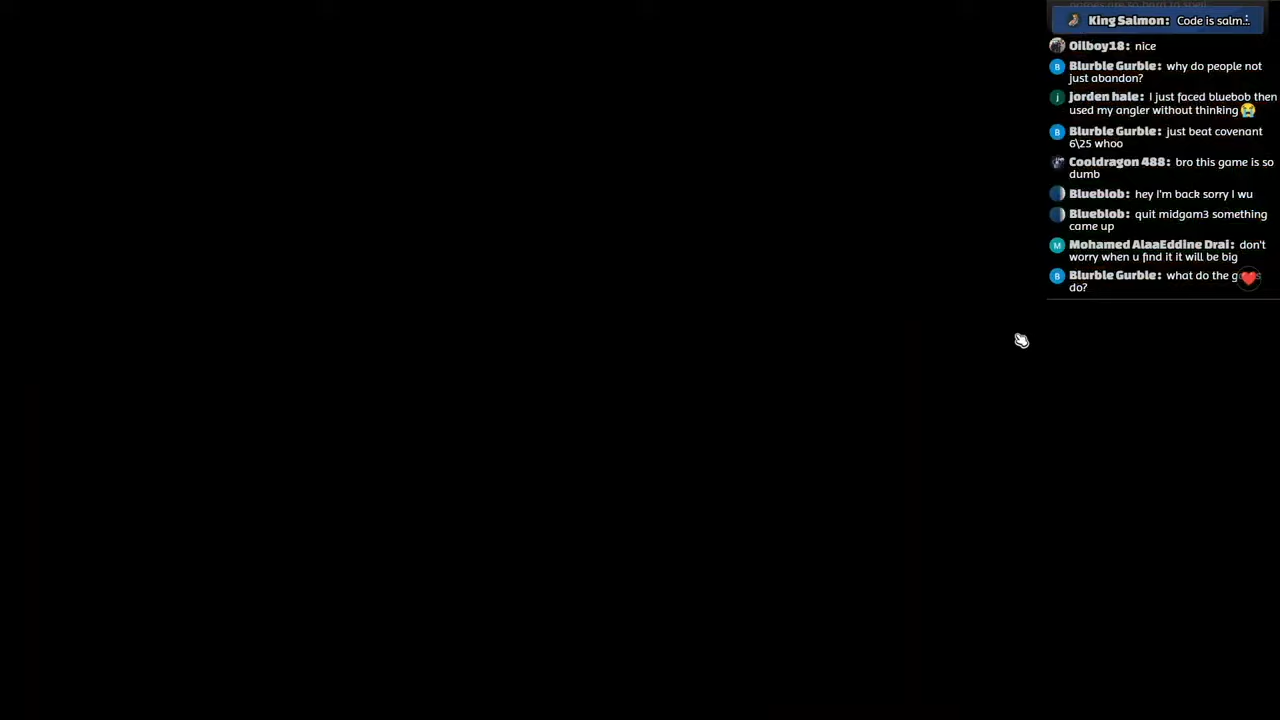 King Salmon: Code is salm...
Oilboy18: nice
Blurble Gurble: why do people not
just abandon?
jorden hale: I just faced bluebob then
used my angler without thinking😭
Blurble Gurble: just beat covenant
6\25 whoo
Cooldragon 488: bro this game is so
dumb
Blueblob: hey I'm back sorry I wu
Blueblob: quit midgam3 something
came up
Mohamed AlaaEddine Drai: don't
worry when u find it it will be big
Blurble Gurble: what do the
do?